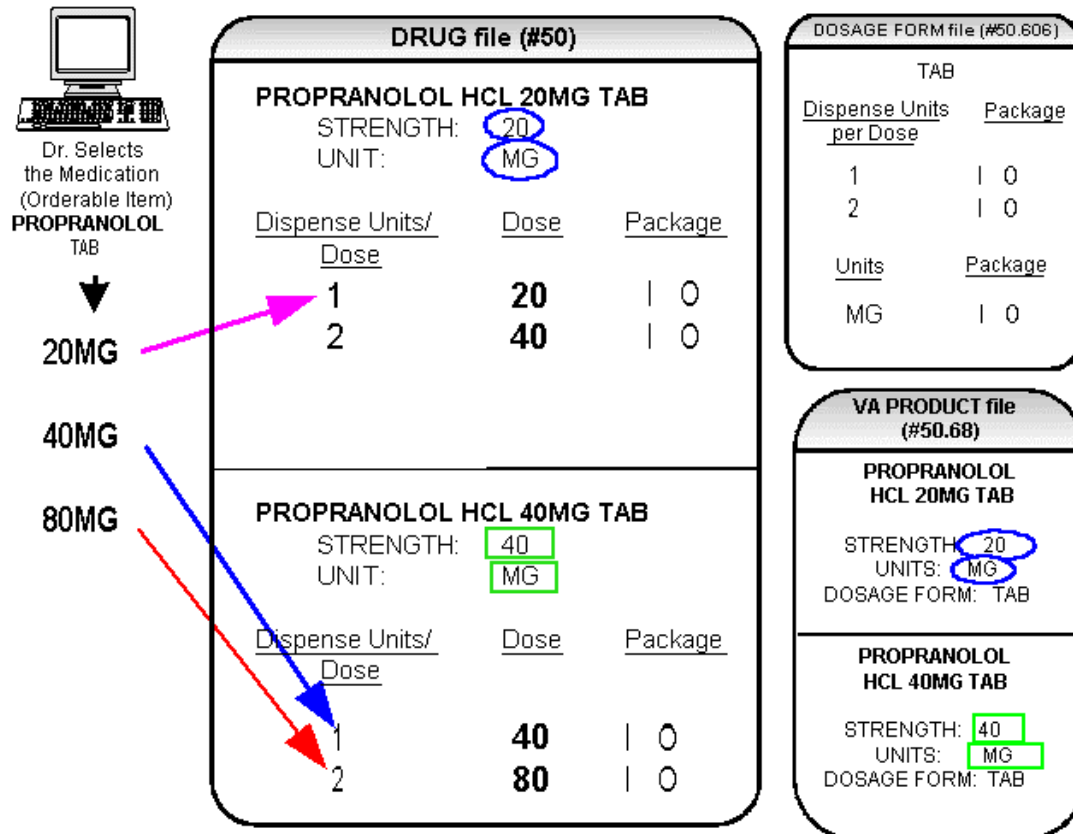 Dr. Selects
the Medication
(Orderable Item)
PROPRANOLOL
TAB
20MG
40MG
80MG
DRUG file (#50)
PROPRANOLOL HCL 20MG TAB
STRENGTH: 20
UNIT: MG
Dispense Units/ Dose Package
Dose
1 20 I O
2 40 I O
PROPRANOLOL HCL 40MG TAB
STRENGTH: 40
UNIT: MG
Dispense Units/ Dose Package
Dose
1 40 I O
2 80 I O
DOSAGE FORM file (#50.606)
TAB
Dispense Units Package
per Dose
1 I O
2 I O
Units Package
MG I O
VA PRODUCT file
(#50.68)
PROPRANOLOL
HCL 20MG TAB
STRENGTH 20
UNITS: MG
DOSAGE FORM: TAB
PROPRANOLOL
HCL 40MG TAB
STRENGTH: 40
UNITS: MG
DOSAGE FORM: TAB